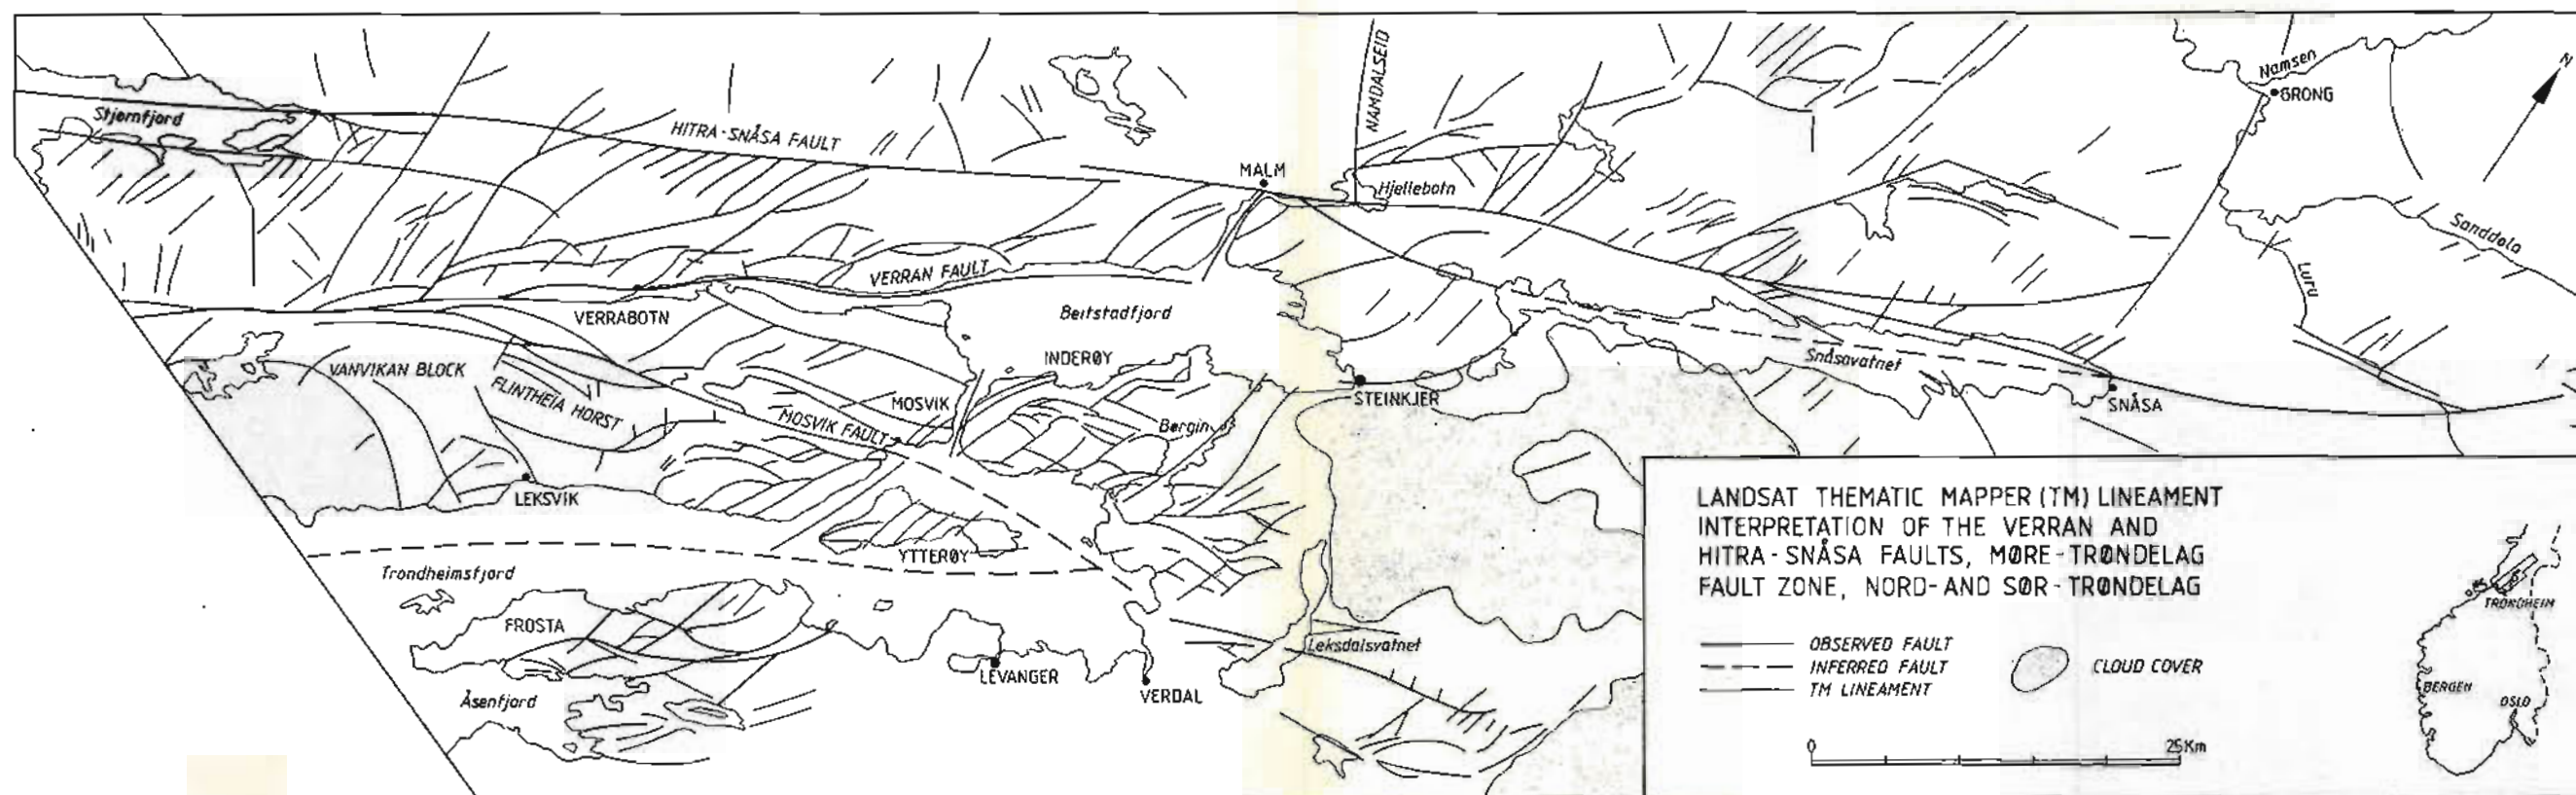 N
Namsen
GRONG
NAMDALSEID
Stjørnfjord
HITRA-SNÅSA FAULT
MALM
Hjellebotn
Sanddøla
Luru
VERRAN FAULT
VERRABOTN
Beitstadfjord
INDERØY
Snåsavatnet
VANVIKAN BLOCK
FLINTHEIA HORST
MOSVIK
MOSVIK FAULT
Børgin
STEINKJER
SNÅSA
LEKSVIK
YTTERØY
Trondheimsfjord
FROSTA
Leksdalsvatnet
LEVANGER
VERDAL
Åsenfjord
LANDSAT THEMATIC MAPPER (TM) LINEAMENT
INTERPRETATION OF THE VERRAN AND
HITRA-SNÅSA FAULTS, MØRE-TRØNDELAG
FAULT ZONE, NORD-AND SØR-TRØNDELAG
OBSERVED FAULT
INFERRED FAULT
TM LINEAMENT
CLOUD COVER
0 25Km
TRONDHEIM
BERGEN
OSLO